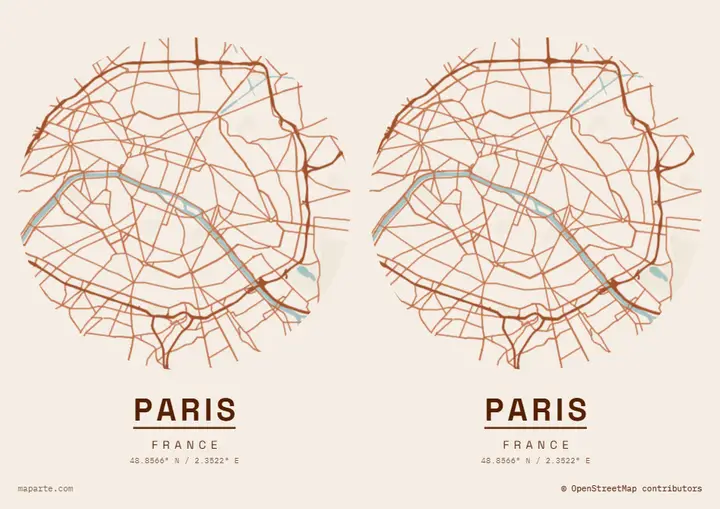 PARIS
FRANCE
48.8566° N / 2.3522° E
PARIS
FRANCE
48.8566° N / 2.3522° E
maparte.com
© OpenStreetMap contributors